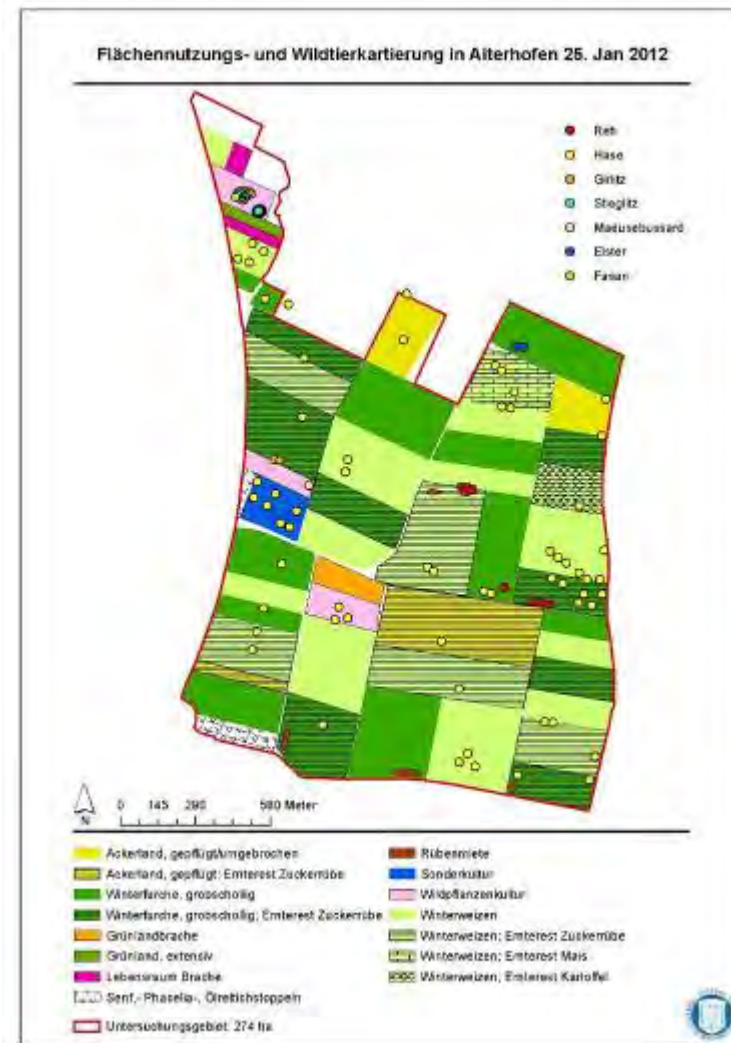 Flächennutzungs- und Wildtierkartierung in Aiterhofen 25. Jan 2012
Reh
Hase
Girlitz
Stieglitz
Maeusebussard
Elster
Fasan
N
0 145 290 580 Meter
Ackerland, gepflügt/umgebrochen
Ackerland, gepflügt; Ernterest Zuckerrübe
Winterfurche, grobschollig
Winterfurche, grobschollig, Ernterest Zuckerrübe
Grünlandbrache
Grünland, extensiv
Lebensraum Brache
Senf,- Phaselia-, Ölrettichstoppeln
Untersuchungsgebiet: 274 ha
Rübenmiete
Sonderkultur
Wildpflanzenkultur
Winterweizen
Winterweizen; Ernterest Zuckerrübe
Winterweizen; Ernterest Mais
Winterweizen, Ernterest Kartoffel